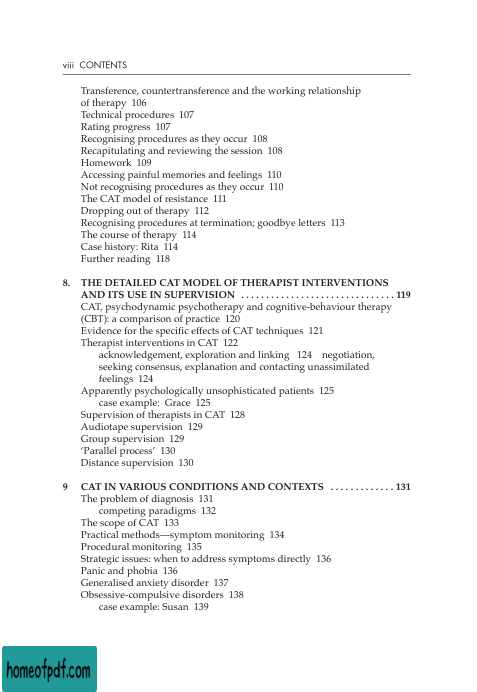 viii CONTENTS
Transference, countertransference and the working relationship
of therapy 106
Technical procedures 107
Rating progress 107
Recognising procedures as they occur 108
Recapitulating and reviewing the session 108
Homework 109
Accessing painful memories and feelings 110
Not recognising procedures as they occur 110
The CAT model of resistance 111
Dropping out of therapy 112
Recognising procedures at termination; goodbye letters 113
The course of therapy 114
Case history: Rita 114
Further reading 118
8. THE DETAILED CAT MODEL OF THERAPIST INTERVENTIONS
AND ITS USE IN SUPERVISION .............................. 119
CAT, psychodynamic psychotherapy and cognitive-behaviour therapy
(CBT): a comparison of practice 120
Evidence for the specific effects of CAT techniques 121
Therapist interventions in CAT 122
acknowledgement, exploration and linking 124 negotiation,
seeking consensus, explanation and contacting unassimilated
feelings 124
Apparently psychologically unsophisticated patients 125
case example: Grace 125
Supervision of therapists in CAT 128
Audiotape supervision 129
Group supervision 129
‘Parallel process’ 130
Distance supervision 130
9 CAT IN VARIOUS CONDITIONS AND CONTEXTS ............. 131
The problem of diagnosis 131
competing paradigms 132
The scope of CAT 133
Practical methods—symptom monitoring 134
Procedural monitoring 135
Strategic issues: when to address symptoms directly 136
Panic and phobia 136
Generalised anxiety disorder 137
Obsessive-compulsive disorders 138
case example: Susan 139
homeofpdf.com